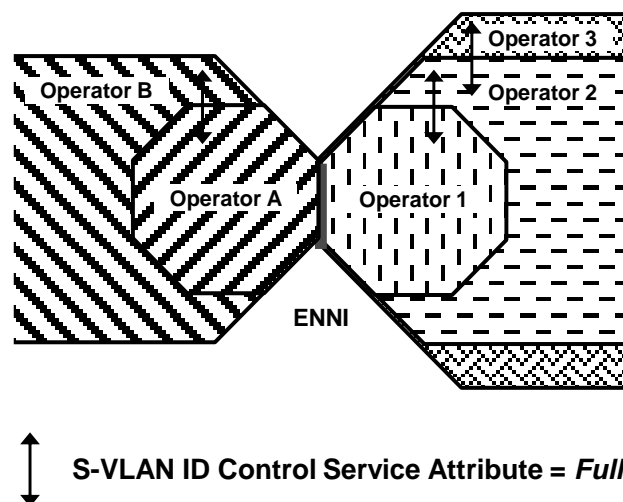 Operator 3
Operator B
Operator 2
Operator A
Operator 1
ENNI
S-VLAN ID Control Service Attribute = Full